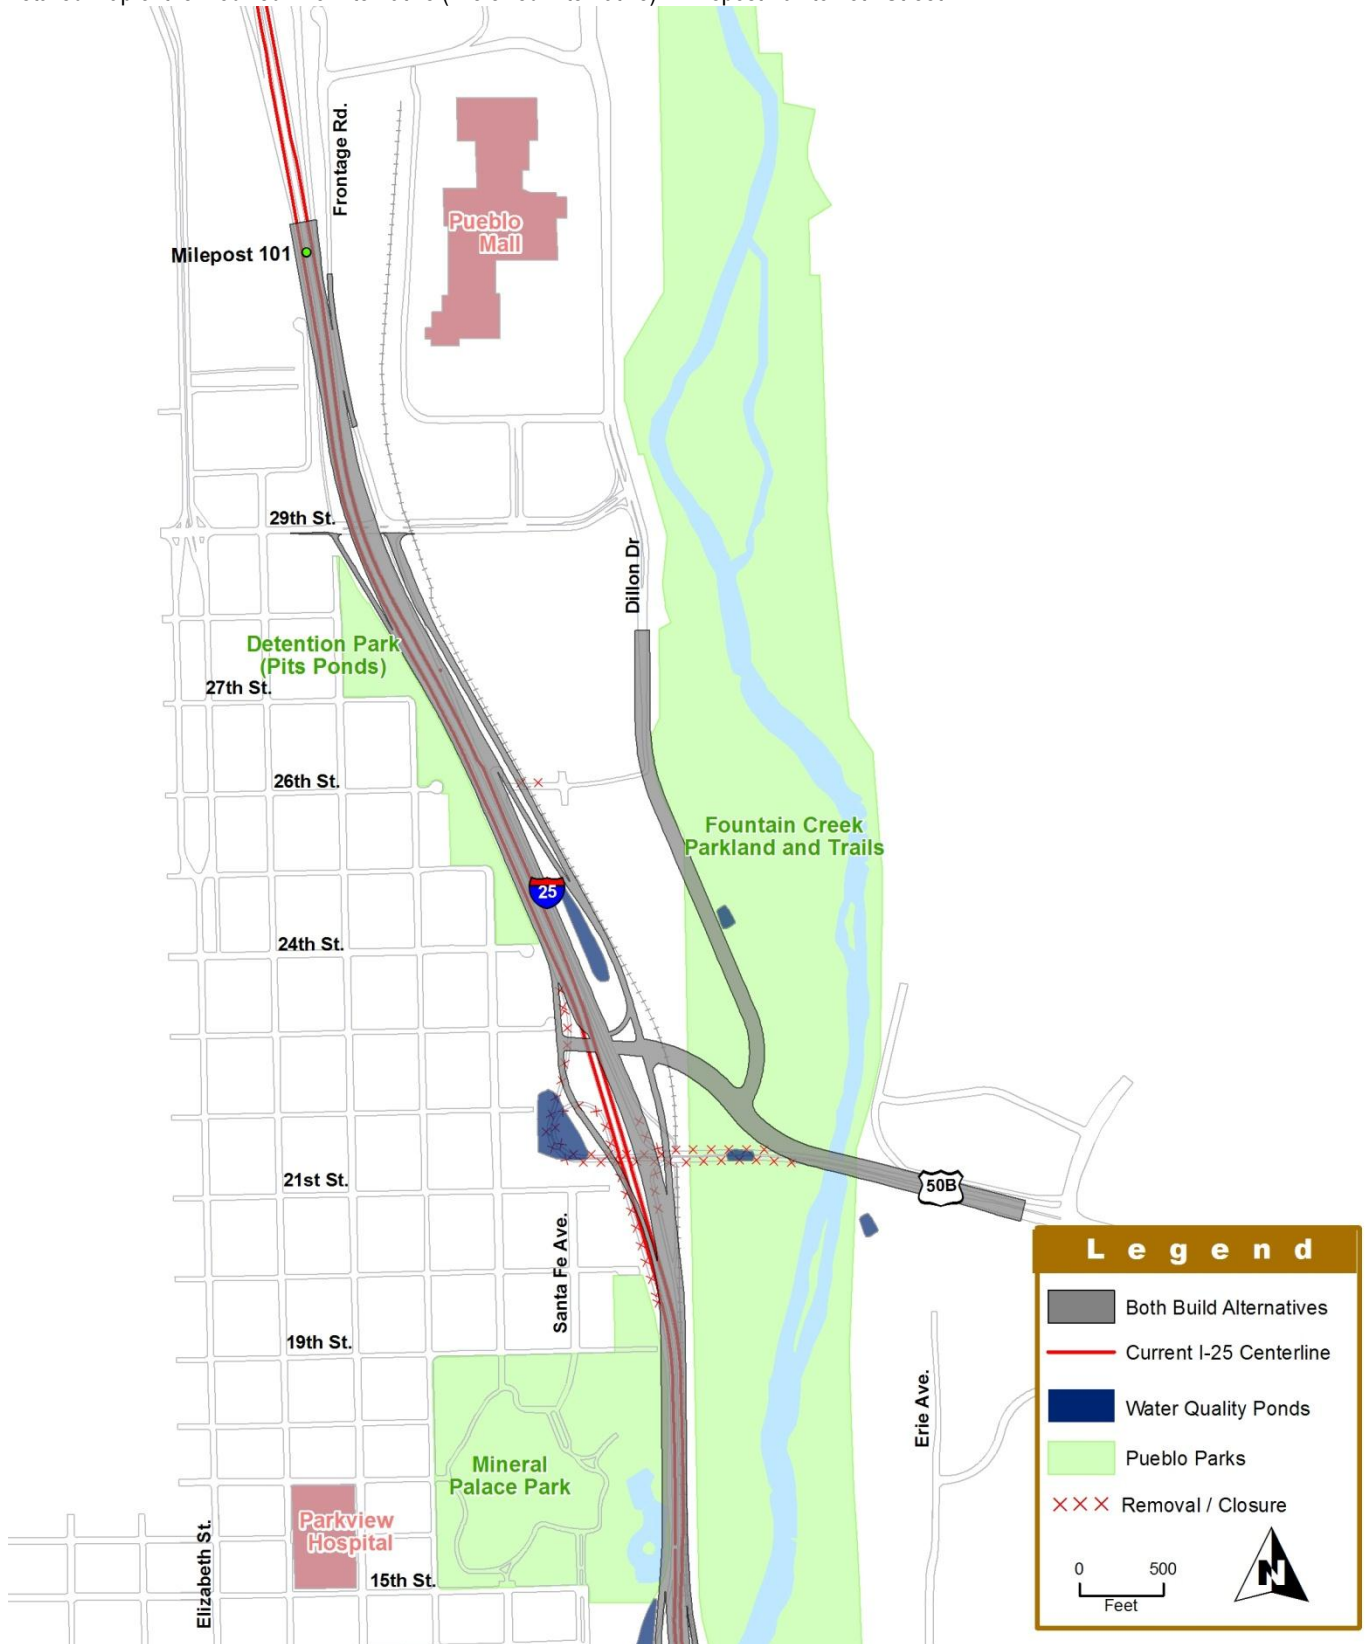 Frontage Rd.
Pueblo
Mall
Milepost 101
29th St.
Dillon Dr
Detention Park
(Pits Ponds)
27th St.
26th St.
Fountain Creek
Parkland and Trails
25
24th St.
21st St.
50B
Santa Fe Ave.
19th St.
Erie Ave.
Mineral
Palace Park
Parkview
Hospital
Elizabeth St.
15th St.
Legend
Both Build Alternatives
Current I-25 Centerline
Water Quality Ponds
Pueblo Parks
Removal / Closure
0 500
Feet
N